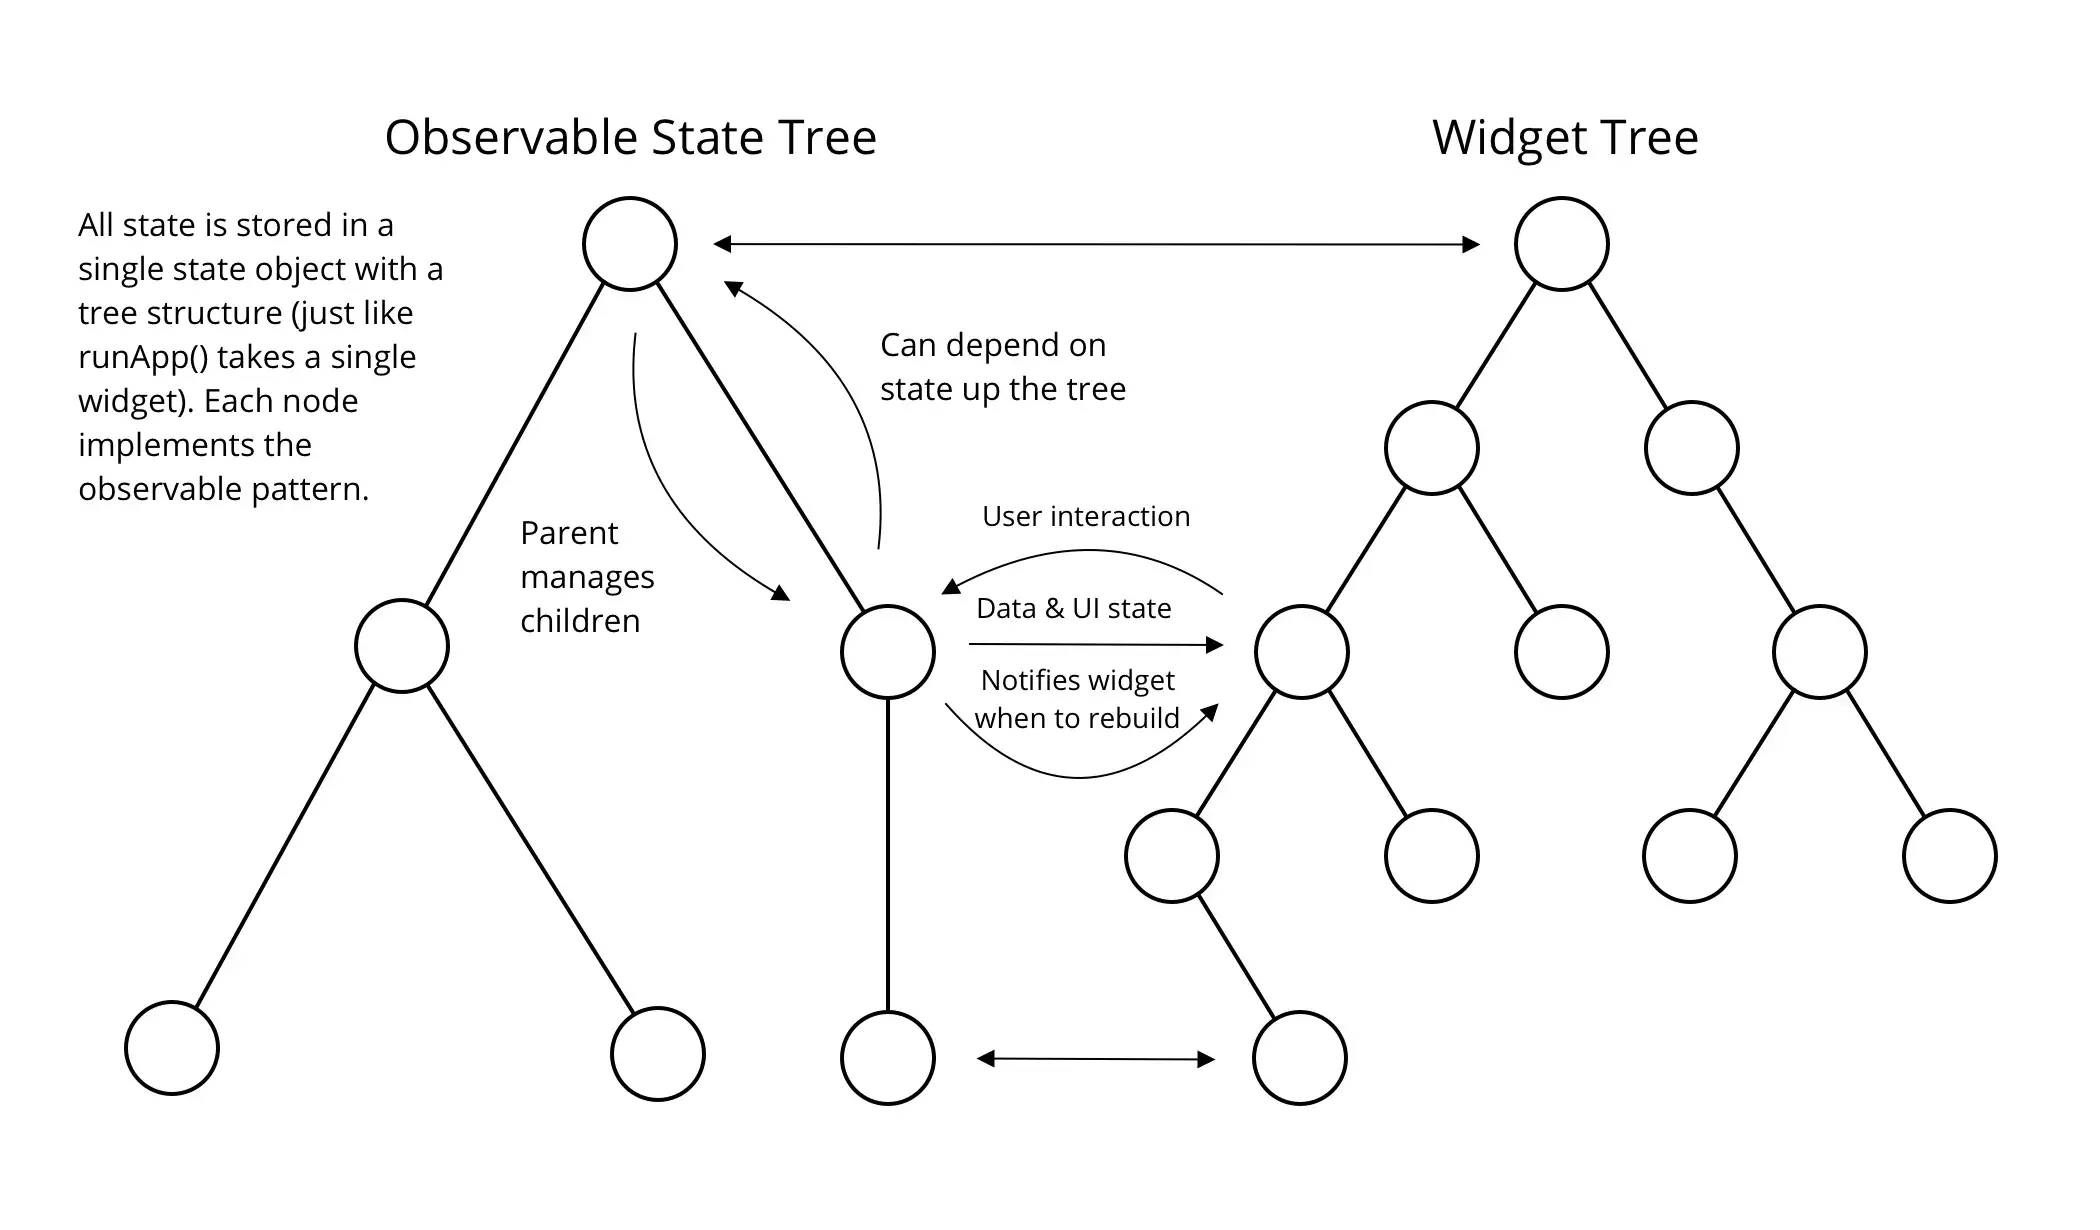 Observable State Tree
Widget Tree
All state is stored in a
single state object with a
tree structure (just like
runApp() takes a single
widget). Each node
implements the
observable pattern.
Can depend on
state up the tree
Parent
manages
children
User interaction
Data & UI state
Notifies widget
when to rebuild